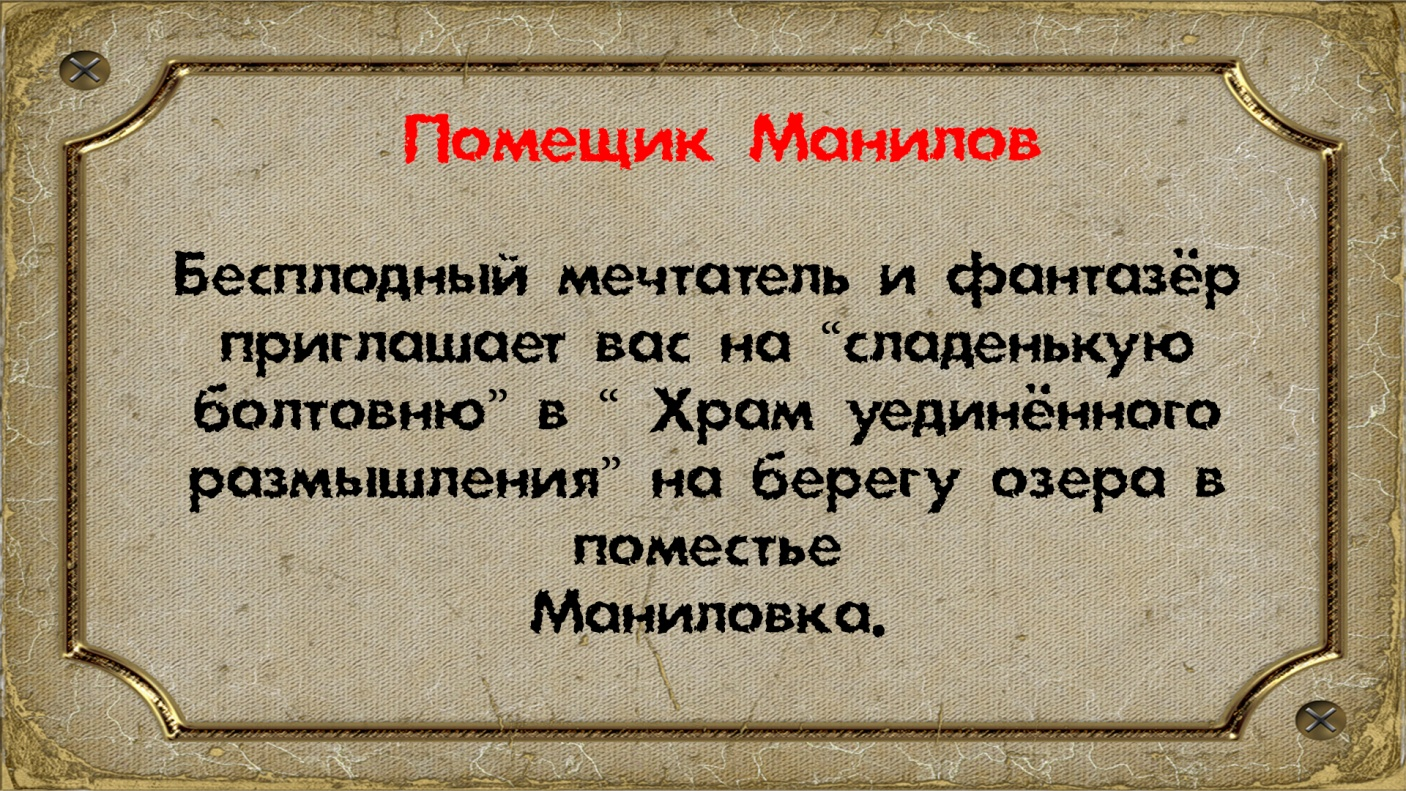 Помещик Манилов
Бесплодный мечтатель и фантазёр
приглашает вас на “сладенькую
болтовню” в “ Храм уединённого
размышления” на берегу озера в
поместье
Маниловка.